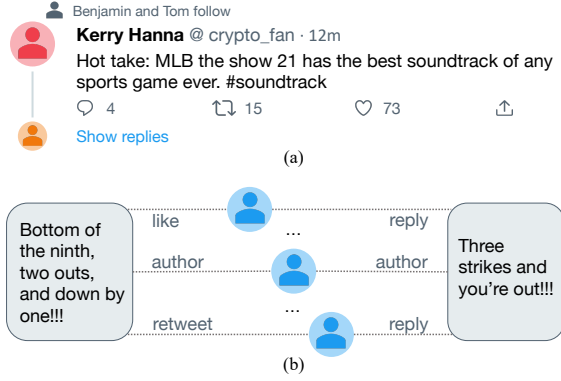 Benjamin and Tom follow
Kerry Hanna @ crypto_fan · 12m
Hot take: MLB the show 21 has the best soundtrack of any
sports game ever. #soundtrack
4 15 73
Show replies
(a)
Bottom of
the ninth,
two outs,
and down by
one!!!
like
...
reply
author
author
...
retweet
reply
Three
strikes and
you're out!!!
(b)